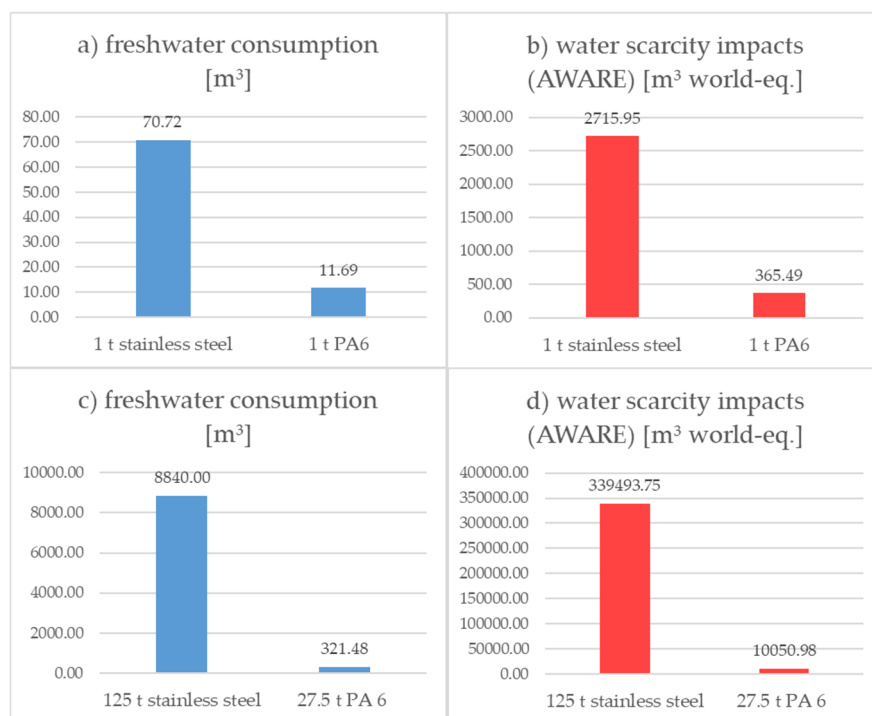 a) freshwater consumption
[m³]
80.00
70.00
60.00
50.00
40.00
30.00
20.00
10.00
0.00
70.72
11.69
1 t stainless steel
1 t PA6
b) water scarcity impacts
(AWARE) [m³ world-eq.]
3000.00
2500.00
2000.00
1500.00
1000.00
500.00
0.00
2715.95
365.49
1 t stainless steel
1 t PA6
c) freshwater consumption
[m³]
10000.00
8000.00
6000.00
4000.00
2000.00
0.00
8840.00
321.48
125 t stainless steel
27.5 t PA 6
d) water scarcity impacts
(AWARE) [m³ world-eq.]
400000.00
350000.00
300000.00
250000.00
200000.00
150000.00
100000.00
50000.00
0.00
339493.75
10050.98
125 t stainless steel
27.5 t PA 6